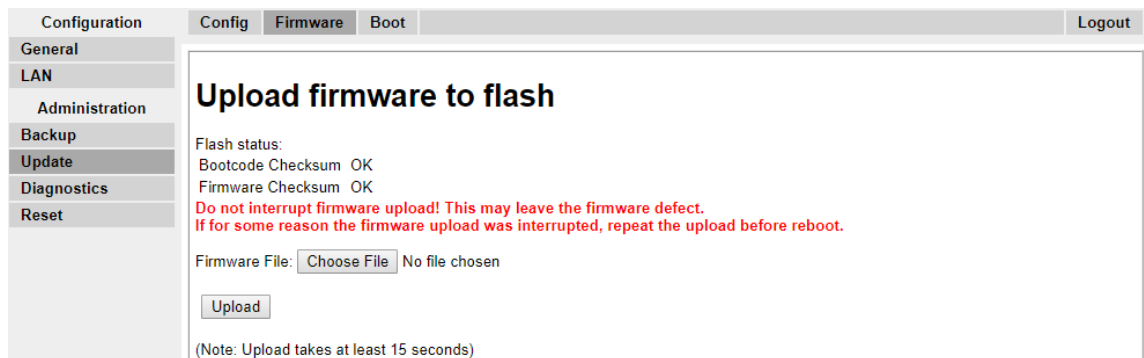 Configuration
General
LAN
Administration
Backup
Update
Diagnostics
Reset
Config Firmware Boot Logout
Upload firmware to flash
Flash status:
Bootcode Checksum OK
Firmware Checksum OK
Do not interrupt firmware upload! This may leave the firmware defect.
If for some reason the firmware upload was interrupted, repeat the upload before reboot.
Firmware File: Choose File No file chosen
Upload
(Note: Upload takes at least 15 seconds)